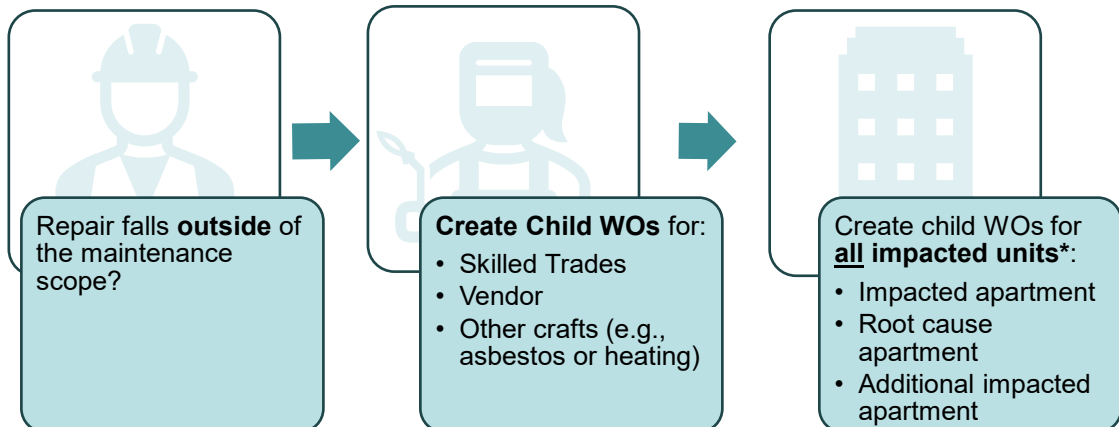 Repair falls outside of
the maintenance
scope?
Create Child WOs for:
• Skilled Trades
• Vendor
• Other crafts (e.g.,
asbestos or heating)
Create child WOs for
all impacted units*:
• Impacted apartment
• Root cause
apartment
• Additional impacted
apartment